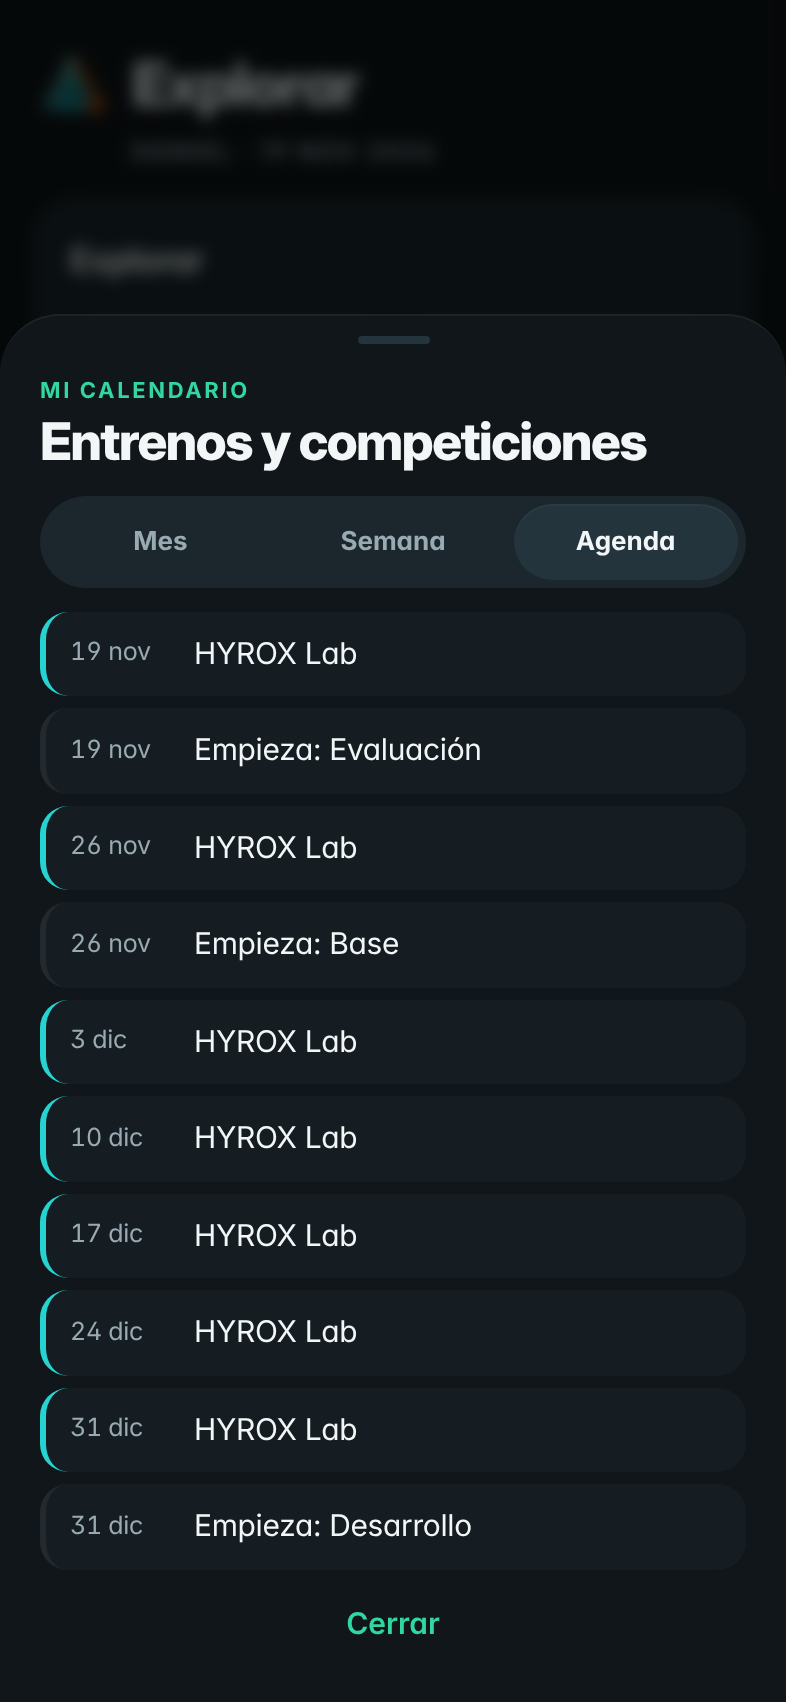 Explorar
Explorar
MI CALENDARIO
Entrenos y competiciones
Mes Semana Agenda
19 nov HYROX Lab
19 nov Empieza: Evaluación
26 nov HYROX Lab
26 nov Empieza: Base
3 dic HYROX Lab
10 dic HYROX Lab
17 dic HYROX Lab
24 dic HYROX Lab
31 dic HYROX Lab
31 dic Empieza: Desarrollo
Cerrar